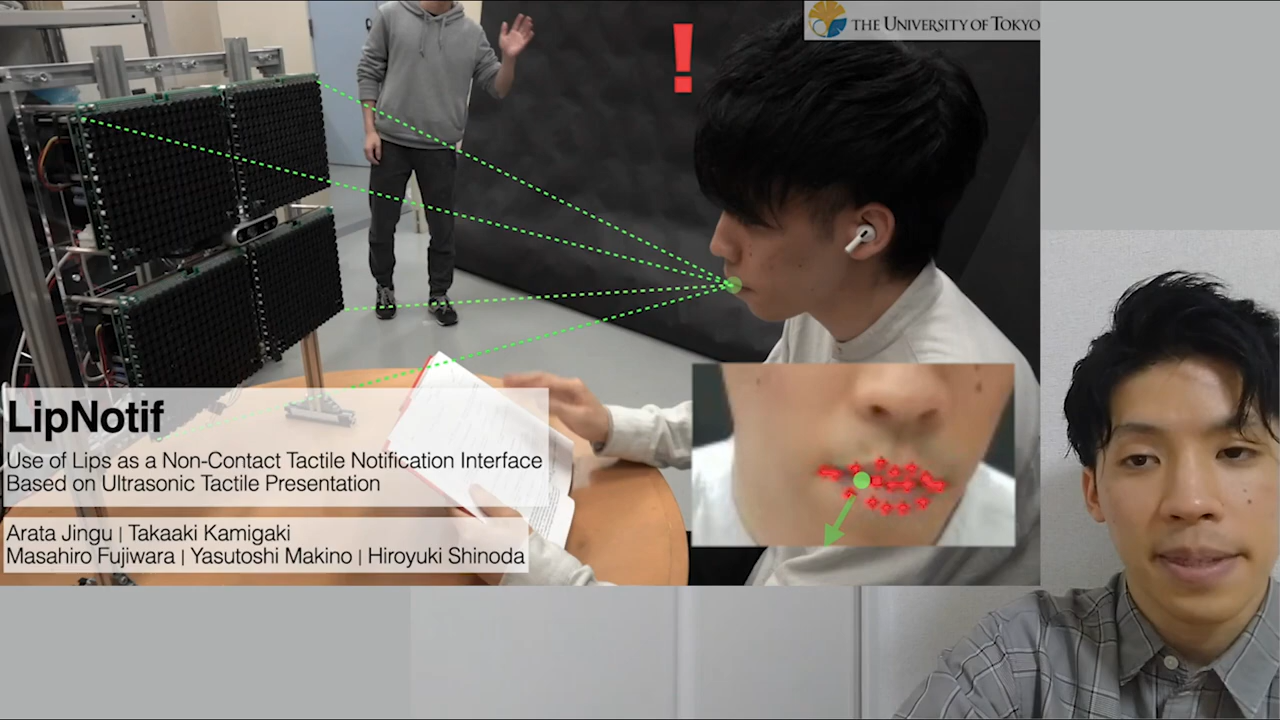 THE UNIVERSITY OF TOKYO
LipNotif
Use of Lips as a Non-Contact Tactile Notification Interface
Based on Ultrasonic Tactile Presentation
Arata Jingu | Takaaki Kamigaki
Masahiro Fujiwara | Yasutoshi Makino | Hiroyuki Shinoda